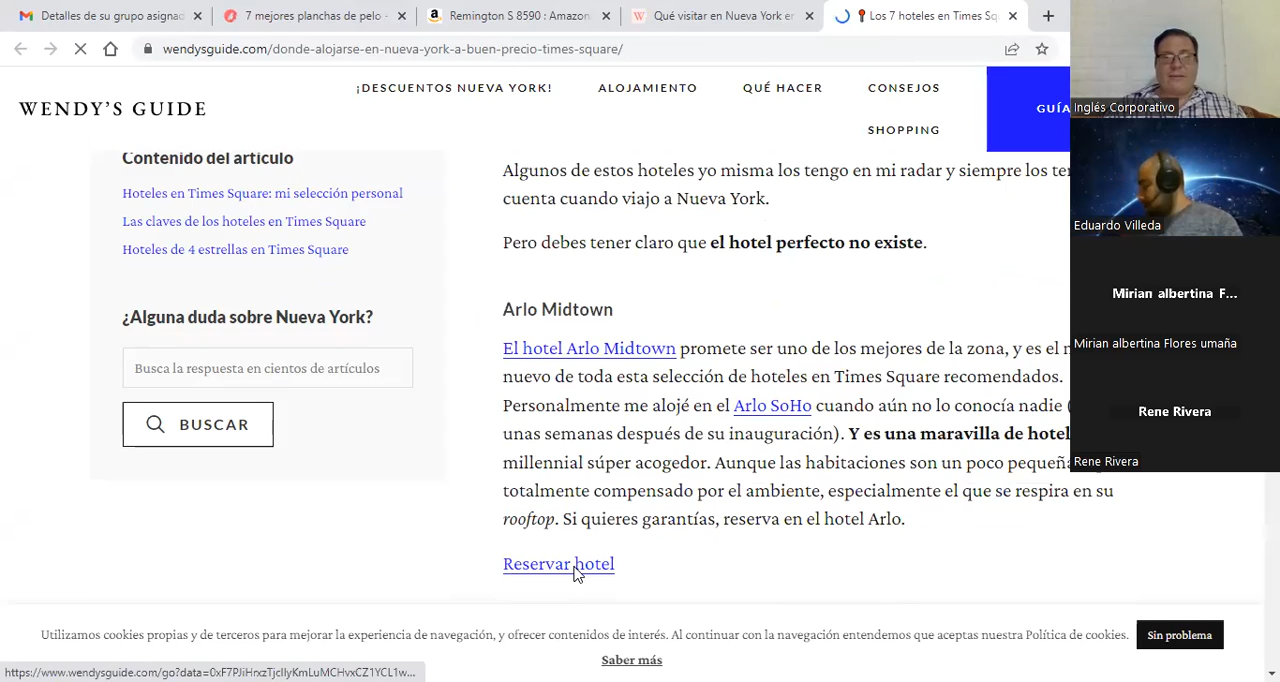 Detalles de su grupo asignad
7 mejores planchas de pelo -
Remington S 8590 : Amazon
Qué visitar en Nueva York en
Los 7 hoteles en Times Sq
wendysguide.com/donde-alojarse-en-nueva-york-a-buen-precio-times-square/
WENDY'S GUIDE
¡DESCUENTOS NUEVA YORK!
ALOJAMIENTO
QUÉ HACER
CONSEJOS
SHOPPING
GUÍA
Contenido del artículo
Hoteles en Times Square: mi selección personal
Las claves de los hoteles en Times Square
Hoteles de 4 estrellas en Times Square
¿Alguna duda sobre Nueva York?
Busca la respuesta en cientos de artículos
BUSCAR
Algunos de estos hoteles yo misma los tengo en mi radar y siempre los te
cuenta cuando viajo a Nueva York.
Pero debes tener claro que el hotel perfecto no existe.
Arlo Midtown
El hotel Arlo Midtown promete ser uno de los mejores de la zona, y es el
nuevo de toda esta selección de hoteles en Times Square recomendados.
Personalmente me alojé en el Arlo SoHo cuando aún no lo conocía nadie (
unas semanas después de su inauguración). Y es una maravilla de hotel
millennial súper acogedor. Aunque las habitaciones son un poco pequeña
totalmente compensado por el ambiente, especialmente el que se respira en su
rooftop. Si quieres garantías, reserva en el hotel Arlo.
Reservar hotel
Utilizamos cookies propias y de terceros para mejorar la experiencia de navegación, y ofrecer contenidos de interés. Al continuar con la navegación entendemos que aceptas nuestra Política de cookies.
Sin problema
Saber más
https://www.wendysguide.com/go?data=0xF7PJiHrxzTjcIlyKmLuMCHvxCZ1YCL1w...
Inglés Corporativo
Eduardo Villeda
Mirian albertina F...
Mirian albertina Flores umaña
Rene Rivera
Rene Rivera